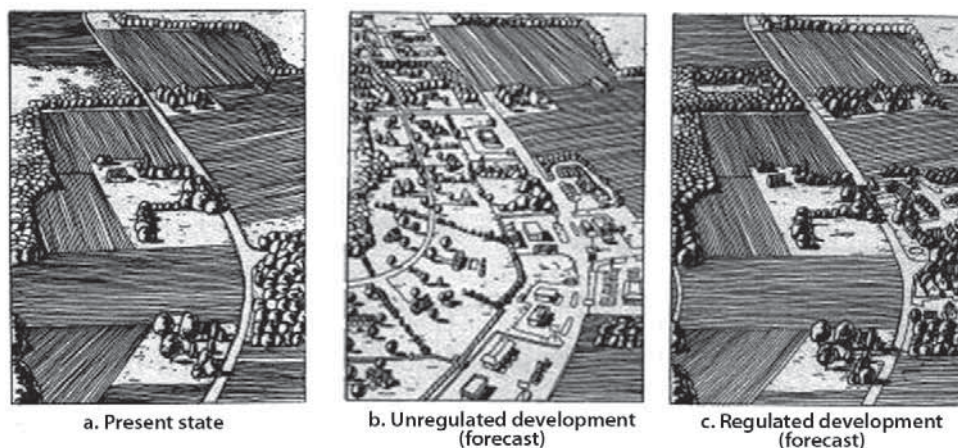 a. Present state
b. Unregulated development
(forecast)
c. Regulated development
(forecast)